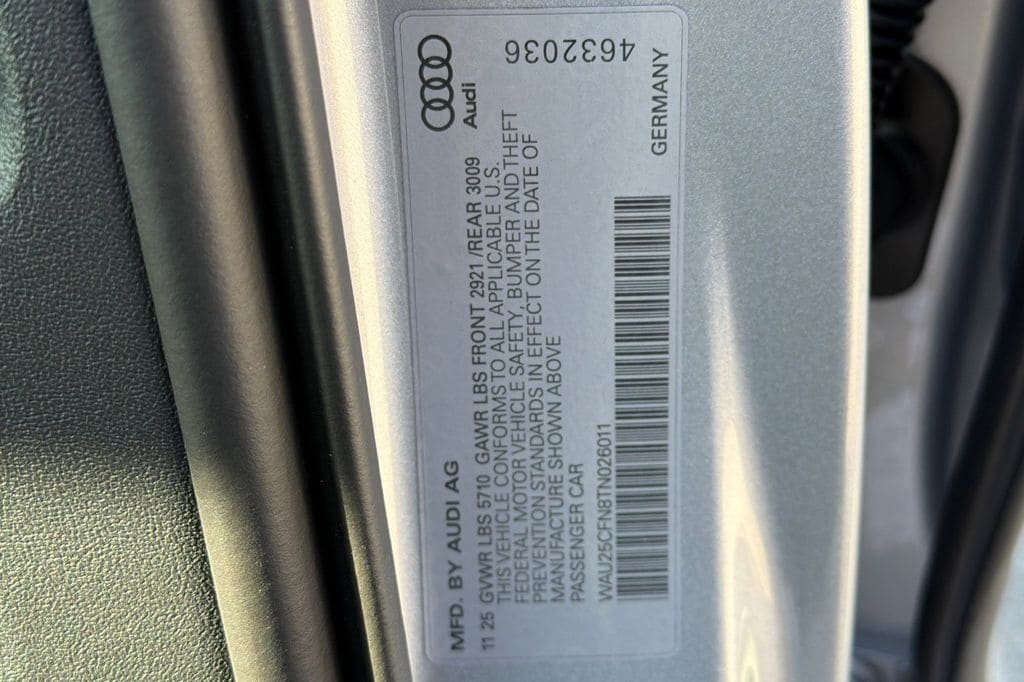 MFD. BY AUDI AG
Audi
11 25 GVWR LBS 5710 GAWR LBS FRONT 2921 /REAR 3009
THIS VEHICLE CONFORMS TO ALL APPLICABLE U.S.
FEDERAL MOTOR VEHICLE SAFETY, BUMPER AND THEFT
PREVENTION STANDARDS IN EFFECT ON THE DATE OF
MANUFACTURE SHOWN ABOVE
PASSENGER CAR
WAU25CFN8TN026011
GERMANY
4632036